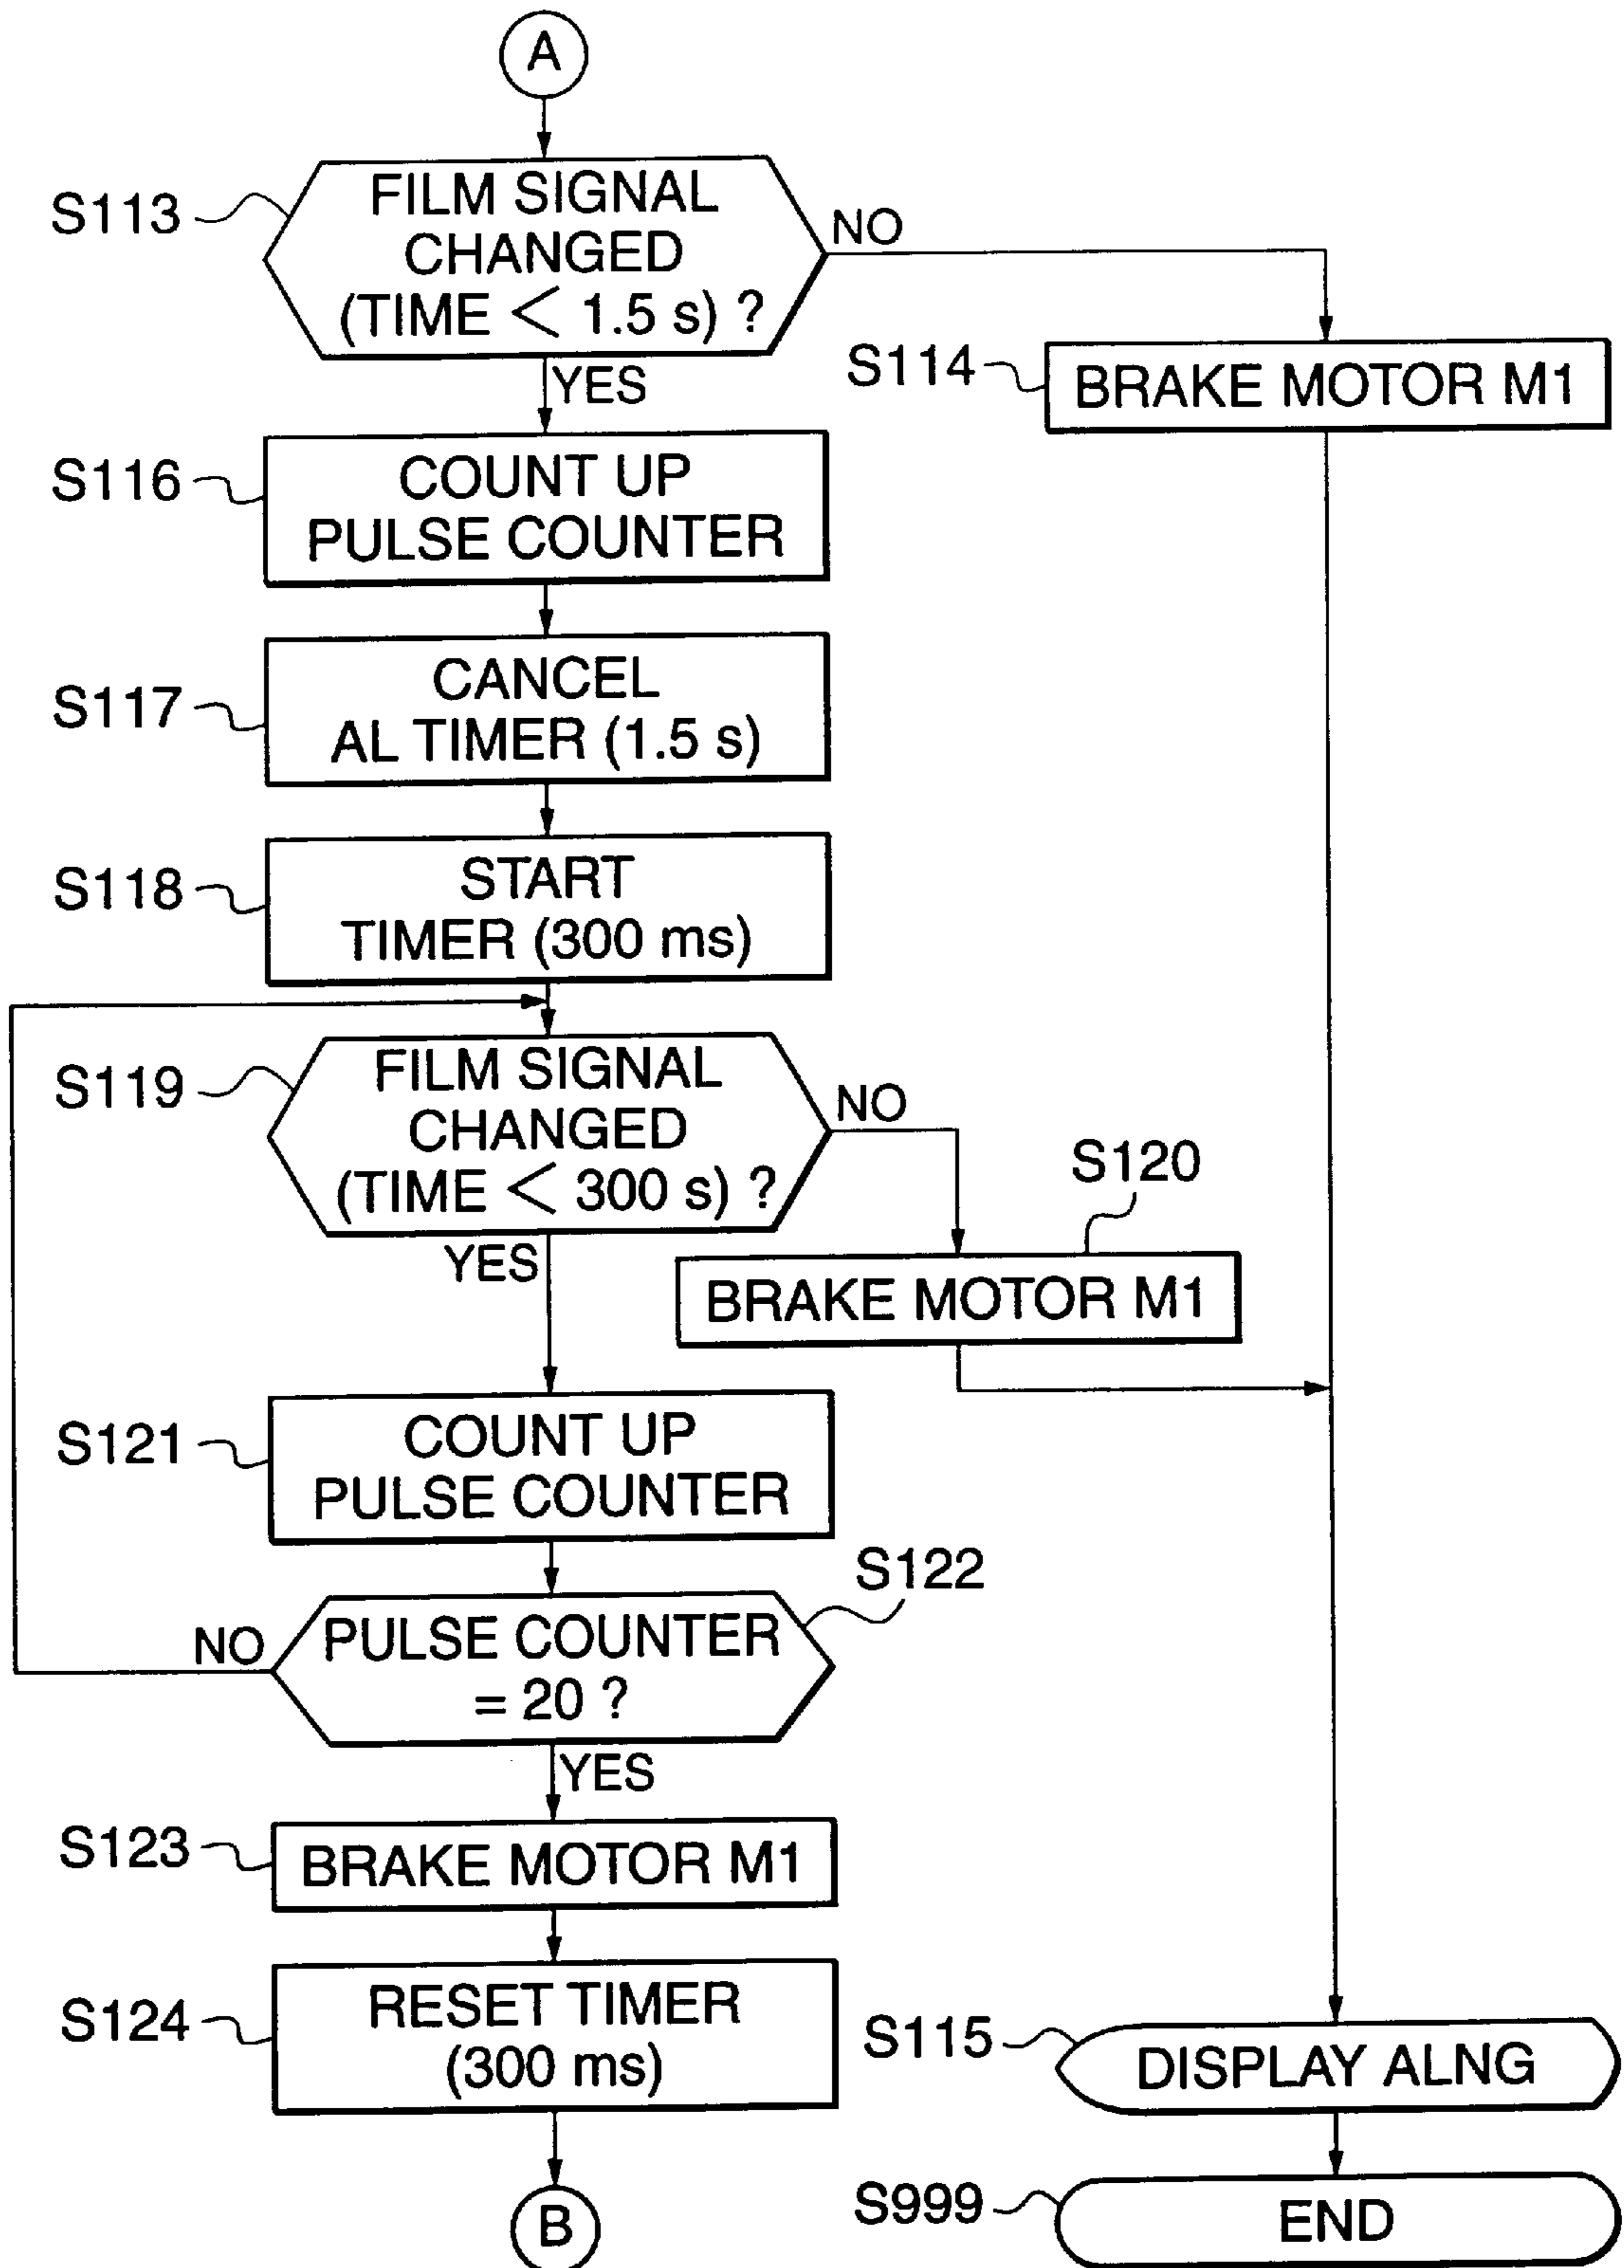 A
S113
FILM SIGNAL
CHANGED
(TIME < 1.5 s) ?
NO
YES
S114
BRAKE MOTOR M1
S116
COUNT UP
PULSE COUNTER
S117
CANCEL
AL TIMER (1.5 s)
S118
START
TIMER (300 ms)
S119
FILM SIGNAL
CHANGED
(TIME < 300 s) ?
NO
YES
S120
BRAKE MOTOR M1
S121
COUNT UP
PULSE COUNTER
S122
PULSE COUNTER
= 20 ?
NO
YES
S123
BRAKE MOTOR M1
S124
RESET TIMER
(300 ms)
B
S115
DISPLAY ALNG
S999
END